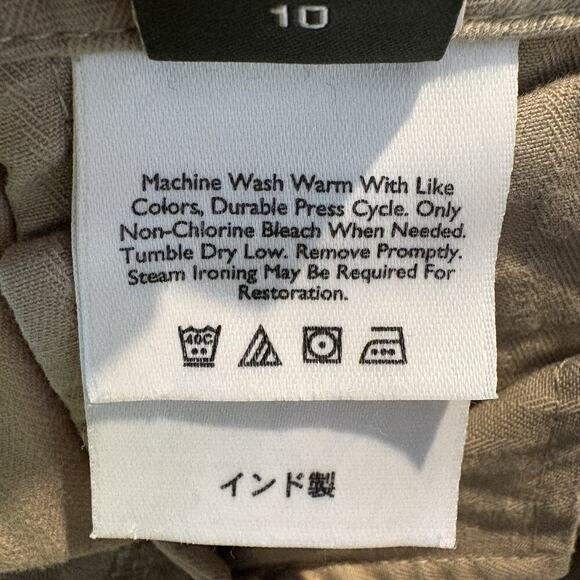 10
Machine Wash Warm With Like
Colors, Durable Press Cycle. Only
Non-Chlorine Bleach When Needed.
Tumble Dry Low. Remove Promptly.
Steam Ironing May Be Required For
Restoration.
40C
インド製